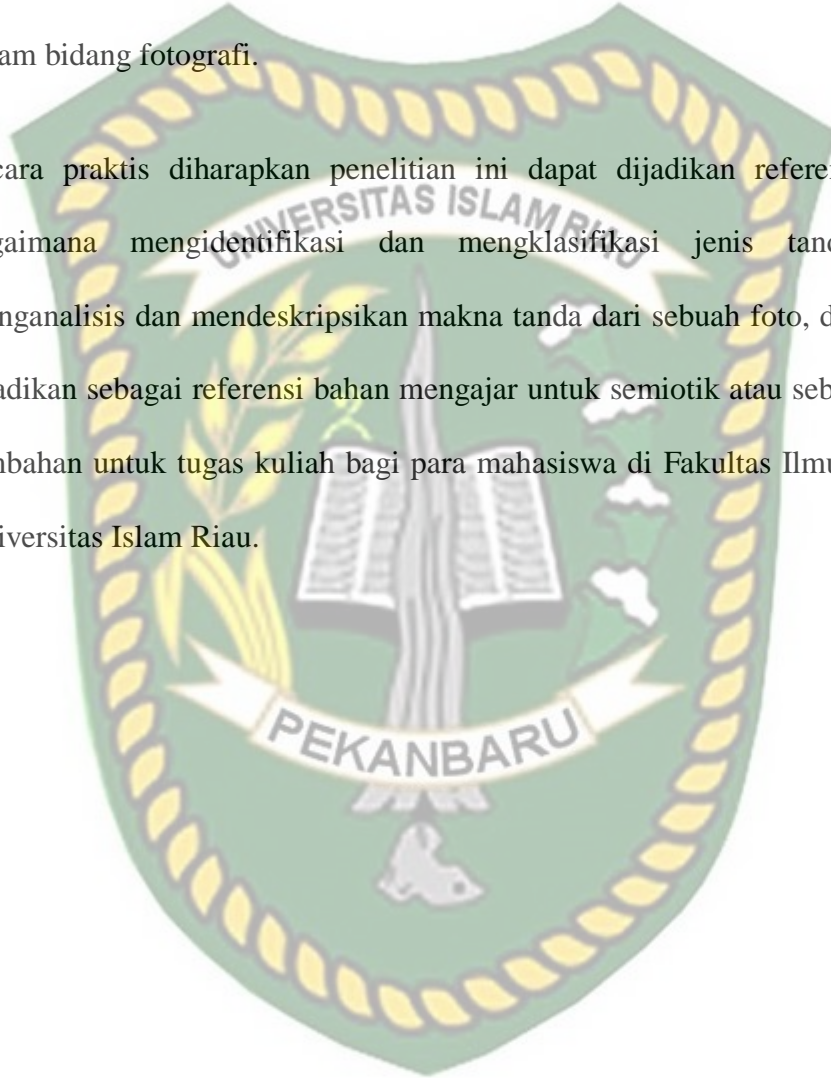 am bidang fotografi.
cara praktis diharapkan penelitian ini dapat dijadikan referen
gaimana mengidentifikasi dan mengklasifikasi jenis tand
nganalisis dan mendeskripsikan makna tanda dari sebuah foto, d
adikan sebagai referensi bahan mengajar untuk semiotik atau seb
nbahan untuk tugas kuliah bagi para mahasiswa di Fakultas Ilmu
iversitas Islam Riau.
UNIVERSITAS ISLAM RIAU
PEKANBARU